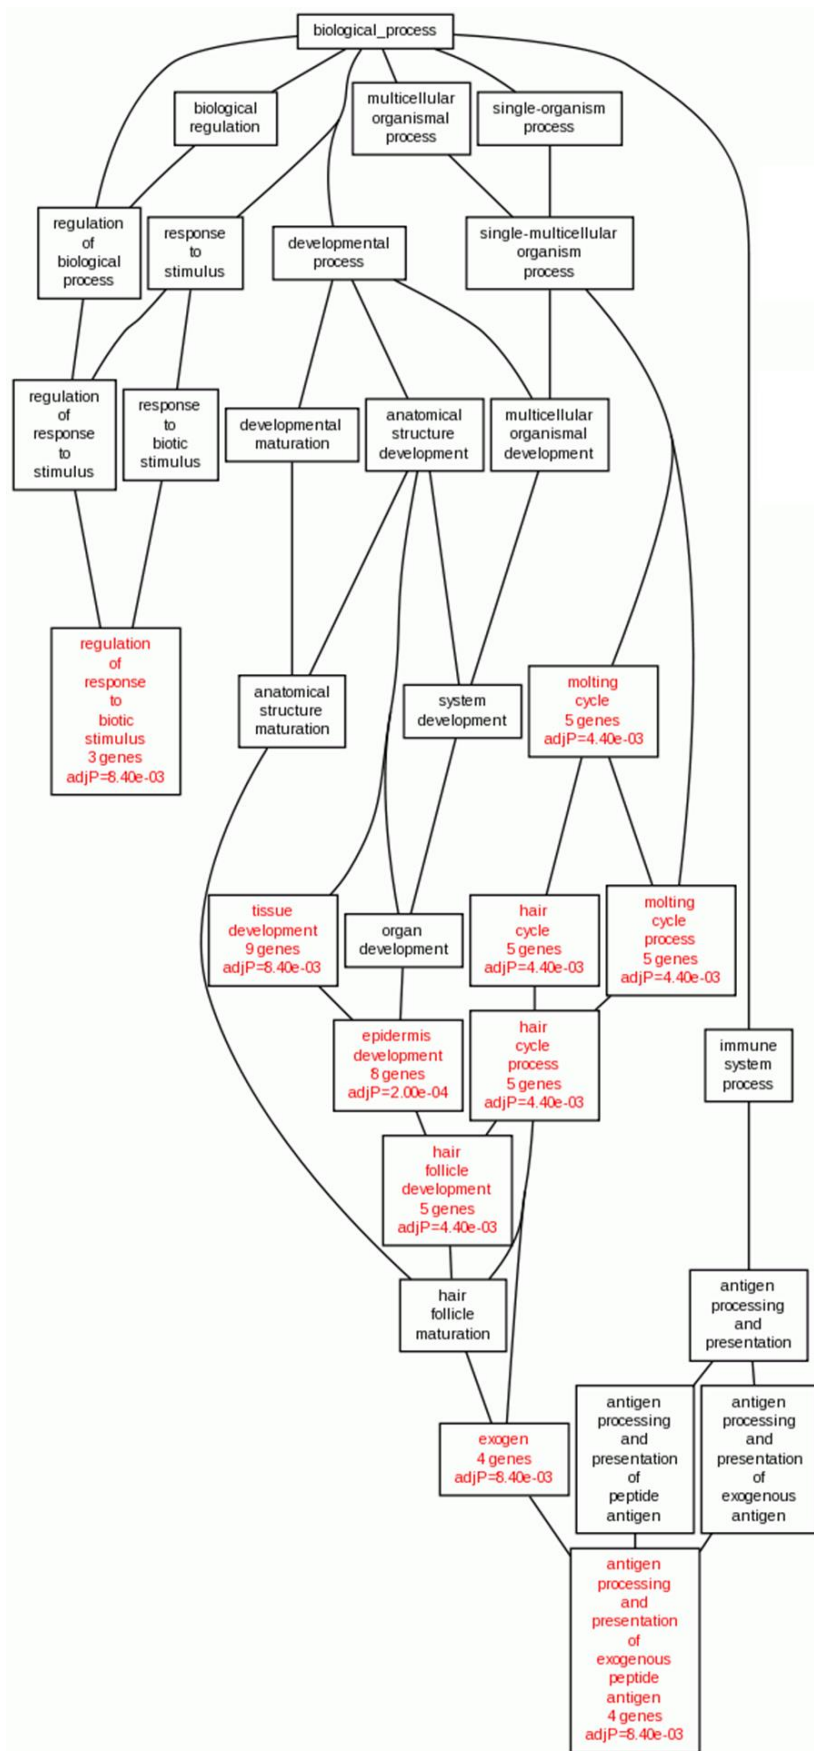 biological_process
biological
regulation
multicellular
organismal
process
single-organism
process
regulation
of
biological
process
response
to
stimulus
developmental
process
single-multicellular
organism
process
regulation
of
response
to
stimulus
response
to
biotic
stimulus
developmental
maturation
anatomical
structure
development
multicellular
organismal
development
regulation
of
response
to
biotic
stimulus
3 genes
adjP=8.40e-03
anatomical
structure
maturation
system
development
molting
cycle
5 genes
adjP=4.40e-03
tissue
development
9 genes
adjP=8.40e-03
organ
development
hair
cycle
5 genes
adjP=4.40e-03
molting
cycle
process
5 genes
adjP=4.40e-03
epidermis
development
8 genes
adjP=2.00e-04
hair
cycle
process
5 genes
adjP=4.40e-03
immune
system
process
hair
follicle
development
5 genes
adjP=4.40e-03
hair
follicle
maturation
antigen
processing
and
presentation
exogen
4 genes
adjP=8.40e-03
antigen
processing
and
presentation
of
peptide
antigen
antigen
processing
and
presentation
of
exogenous
antigen
antigen
processing
and
presentation
of
exogenous
peptide
antigen
4 genes
adjP=8.40e-03